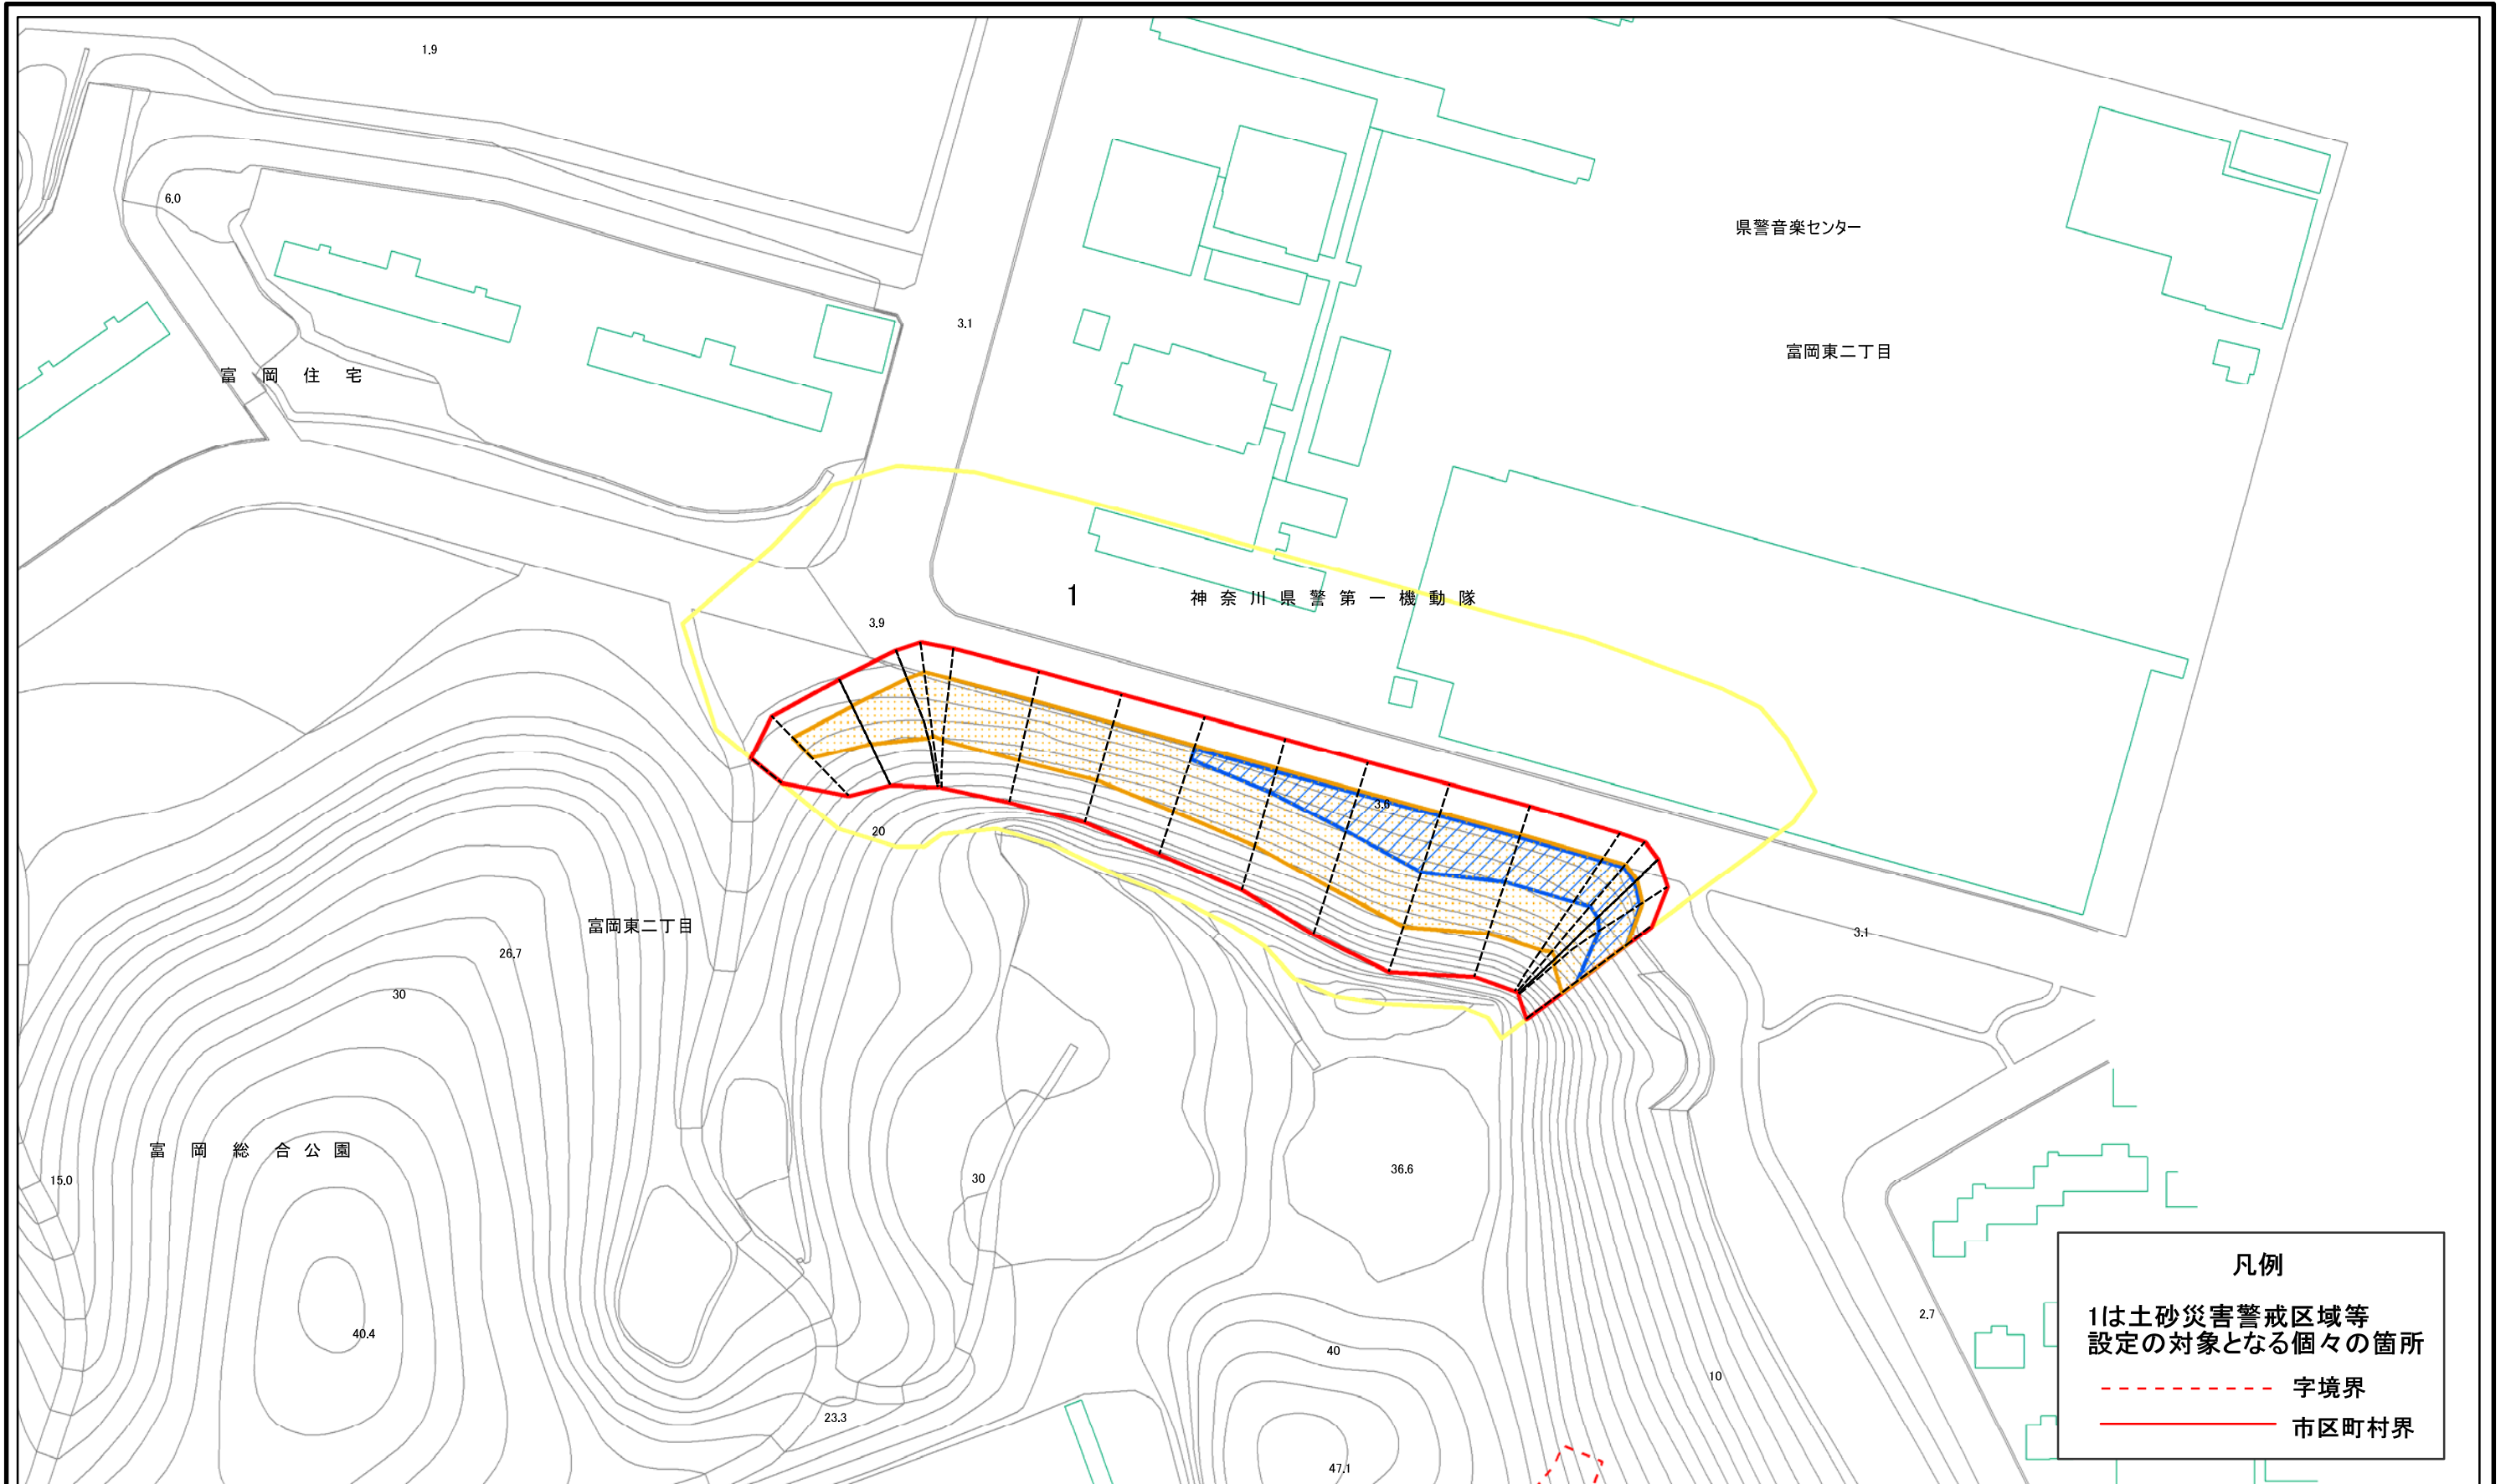 1.9
6.0
県警音楽センター
3.1
富岡東二丁目
富岡住宅
1
神奈川県警第一機動隊
3.9
3.6
20
富岡東二丁目
3.1
26.7
30
富岡総合公園
36.6
30
15.0
凡例
1は土砂災害警戒区域等
設定の対象となる個々の箇所
字境界
市区町村界
2.7
40.4
40
10
23.3
47.1